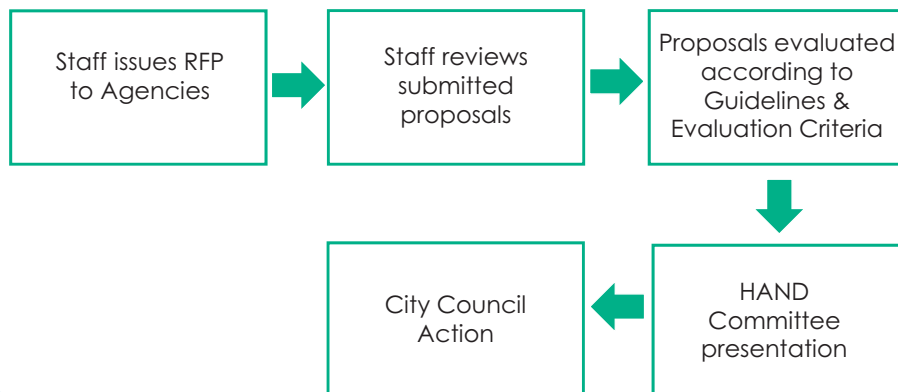 Staff issues RFP
to Agencies
Staff reviews
submitted
proposals
Proposals evaluated
according to
Guidelines &
Evaluation Criteria
HAND
Committee
presentation
City Council
Action